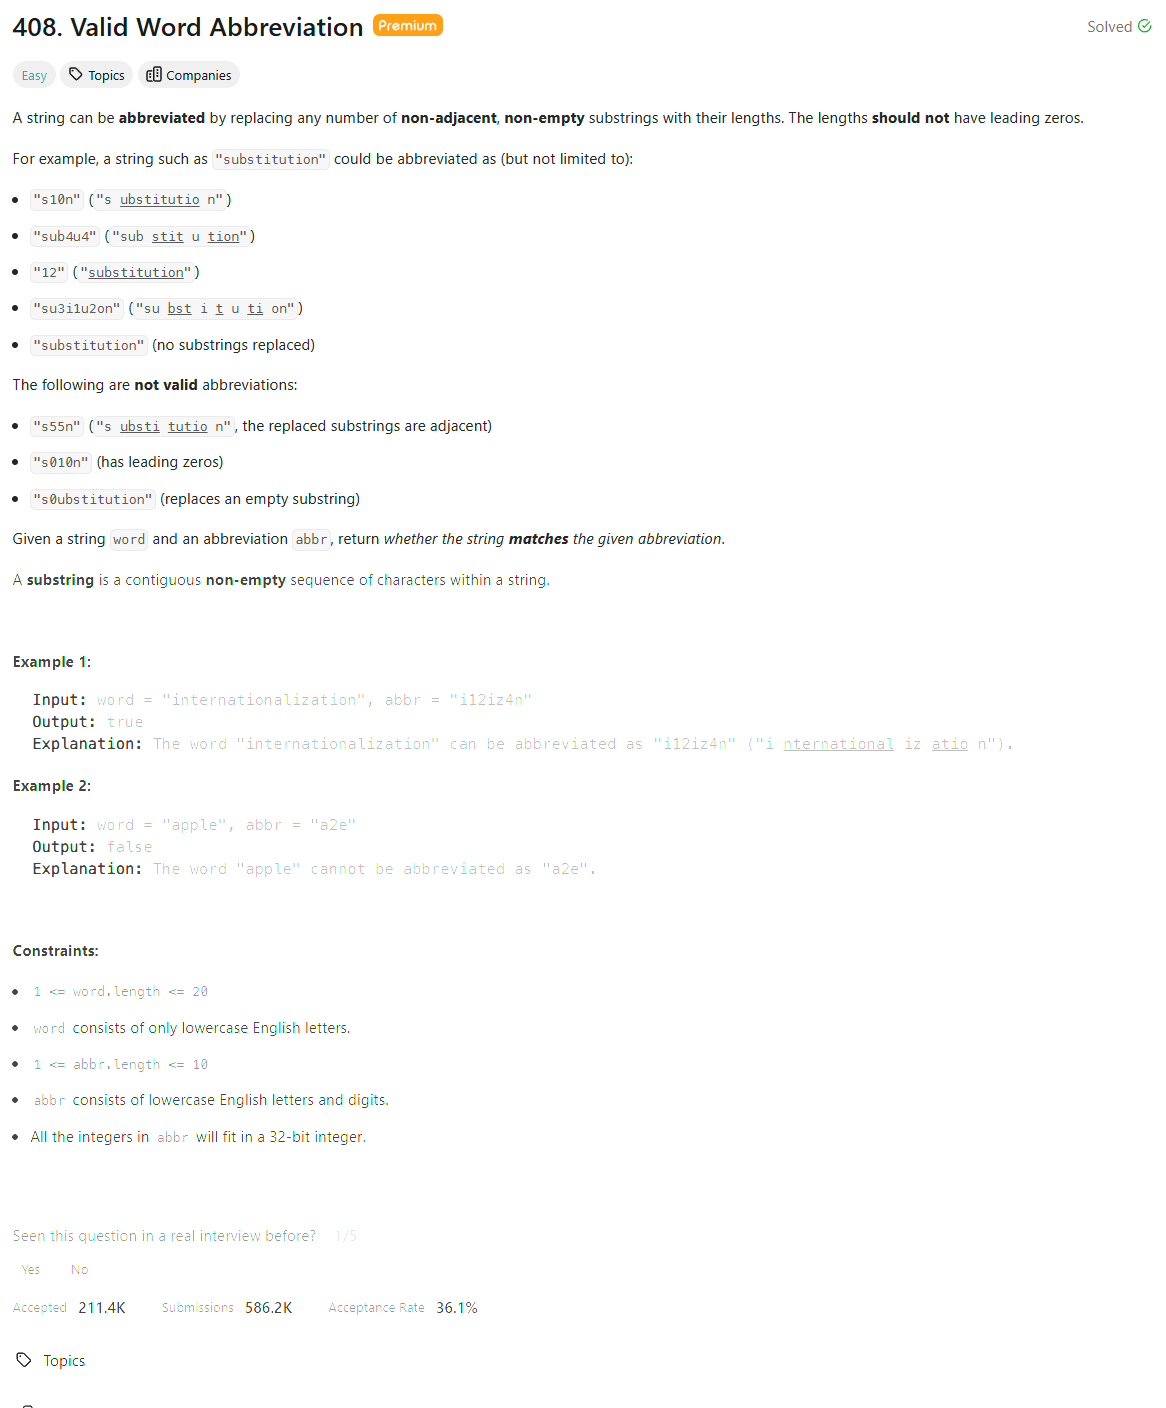 408. Valid Word Abbreviation Premium Solved
Easy Topics Companies
A string can be abbreviated by replacing any number of non-adjacent, non-empty substrings with their lengths. The lengths should not have leading zeros.
For example, a string such as "substitution" could be abbreviated as (but not limited to):
"s10n" ("s ubstitutio n")
"sub4u4" ("sub stit u tion")
"12" ("substitution")
"su3i1u2on" ("su bst i t u ti on")
"substitution" (no substrings replaced)
The following are not valid abbreviations:
"s55n" ("s ubsti tutio n", the replaced substrings are adjacent)
"s010n" (has leading zeros)
"s0ubstitution" (replaces an empty substring)
Given a string word and an abbreviation abbr, return whether the string matches the given abbreviation.
A substring is a contiguous non-empty sequence of characters within a string.
Example 1:
Input: word = "internationalization", abbr = "i12iz4n"
Output: true
Explanation: The word "internationalization" can be abbreviated as "i12iz4n" ("i nternational iz atio n").
Example 2:
Input: word = "apple", abbr = "a2e"
Output: false
Explanation: The word "apple" cannot be abbreviated as "a2e".
Constraints:
1 <= word.length <= 20
word consists of only lowercase English letters.
1 <= abbr.length <= 10
abbr consists of lowercase English letters and digits.
All the integers in abbr will fit in a 32-bit integer.
Seen this question in a real interview before? 1/5
Yes No
Accepted 211.4K Submissions 586.2K Acceptance Rate 36.1%
Topics